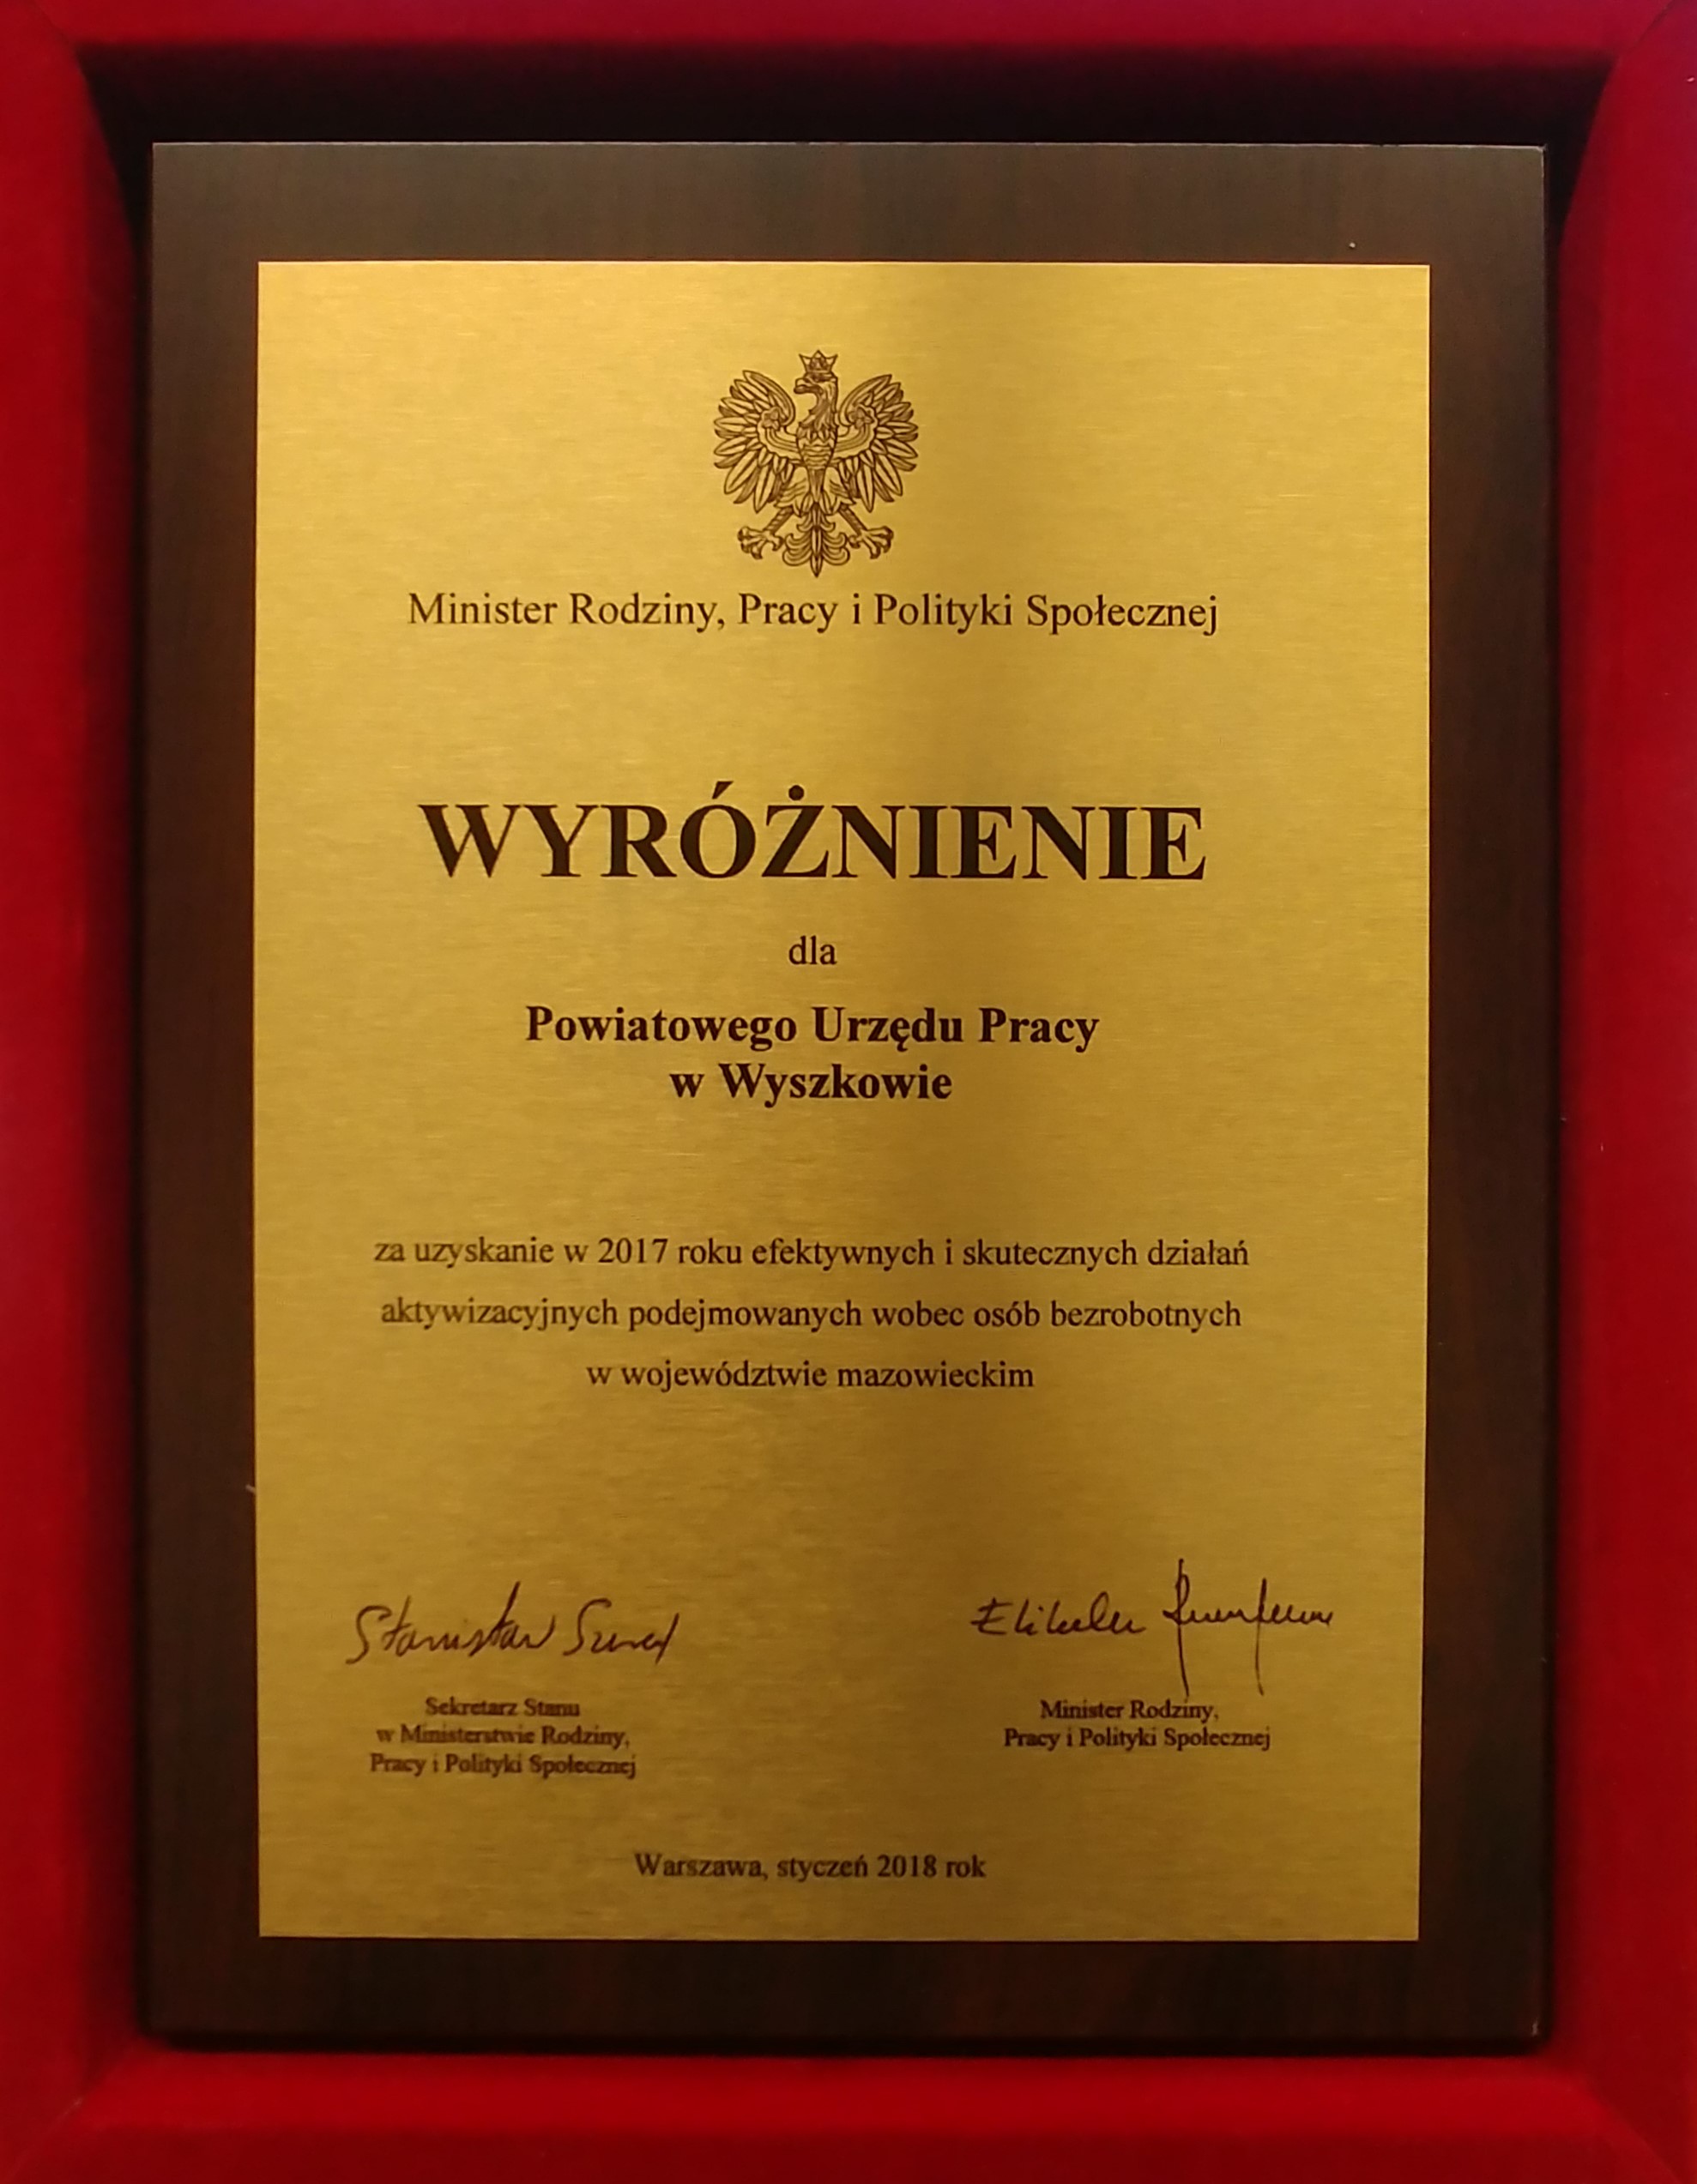 Minister Rodziny, Pracy i Polityki Społecznej
WYRÓŻNIENIE
dla
Powiatowego Urzędu Pracy
w Wyszkowie
za uzyskanie w 2017 roku efektywnych i skutecznych działań
aktywizacyjnych podejmowanych wobec osób bezrobotnych
w województwie mazowieckim
Stanisław Szwed
Sekretarz Stanu
w Ministerstwie Rodziny,
Pracy i Polityki Społecznej
Minister Rodziny,
Pracy i Polityki Społecznej
Warszawa, styczeń 2018 rok